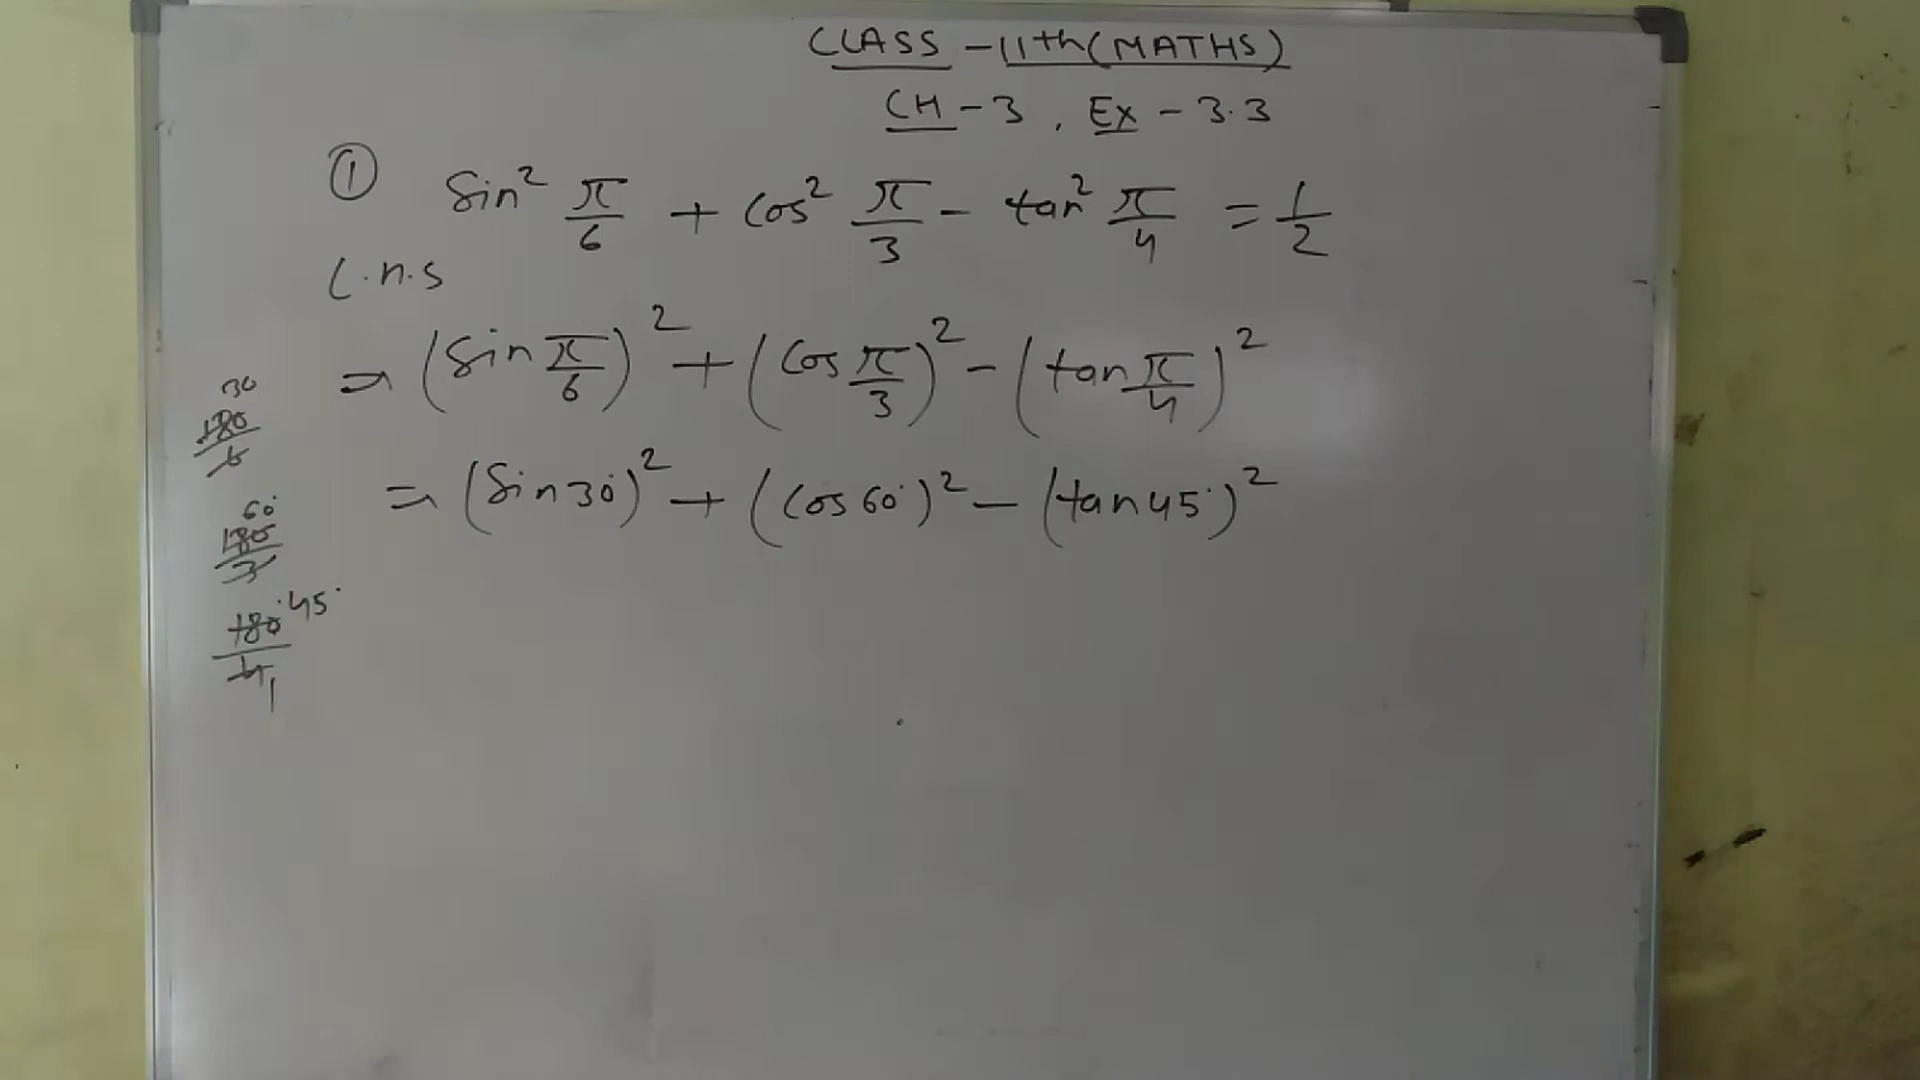 CLASS - 11th (MATHS)
CH - 3 , Ex - 3.3
① Sin² π/6 + Cos² π/3 - tan² π/4 = 1/2
L.H.S
⇒ (Sin π/6)² + (Cos π/3)² - (tan π/4)²
⇒ (Sin 30°)² + (Cos 60°)² - (tan 45°)²
30
180/6
60
180/3
180° 45°
4 1